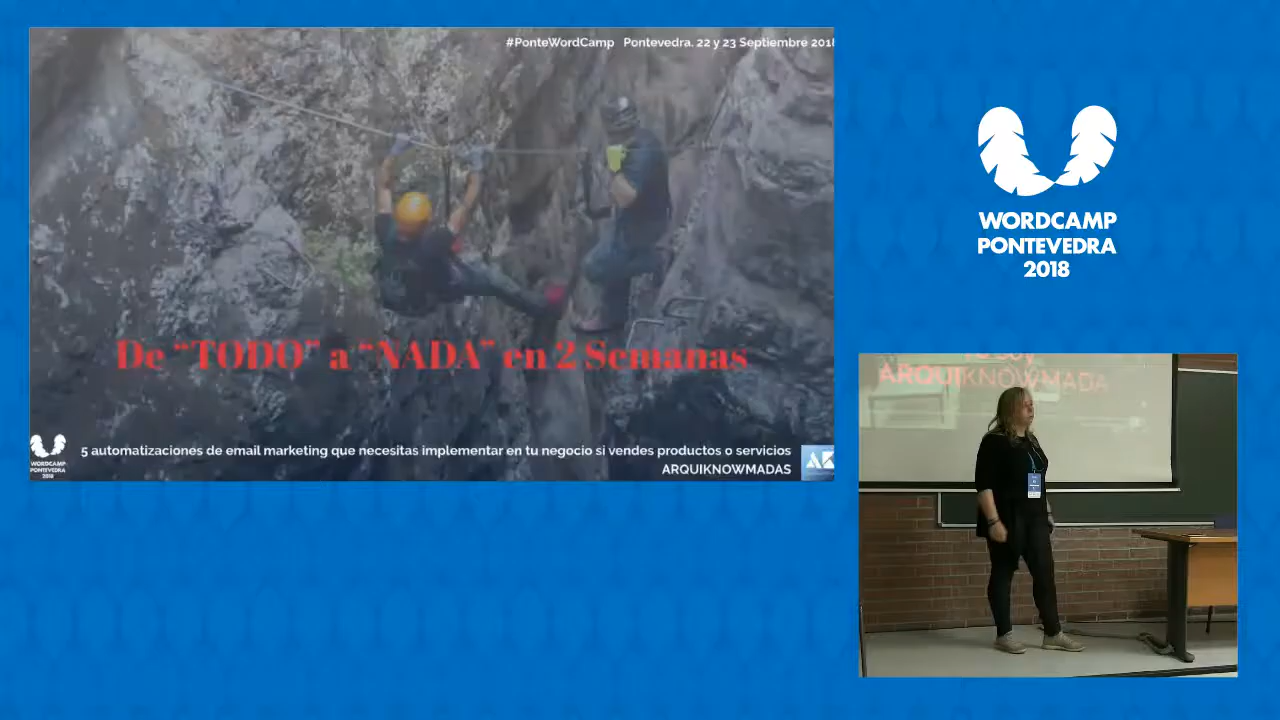 #PonteWordCamp Pontevedra. 22 y 23 Septiembre 2018
De “TODO” a “NADA” en 2 Semanas
5 automatizaciones de email marketing que necesitas implementar en tu negocio si vendes productos o servicios
ARQUIKNOWMADAS
WORDCAMP
PONTEVEDRA
2018
WORDCAMP
PONTEVEDRA
2018
ARQUIKNOWMADA